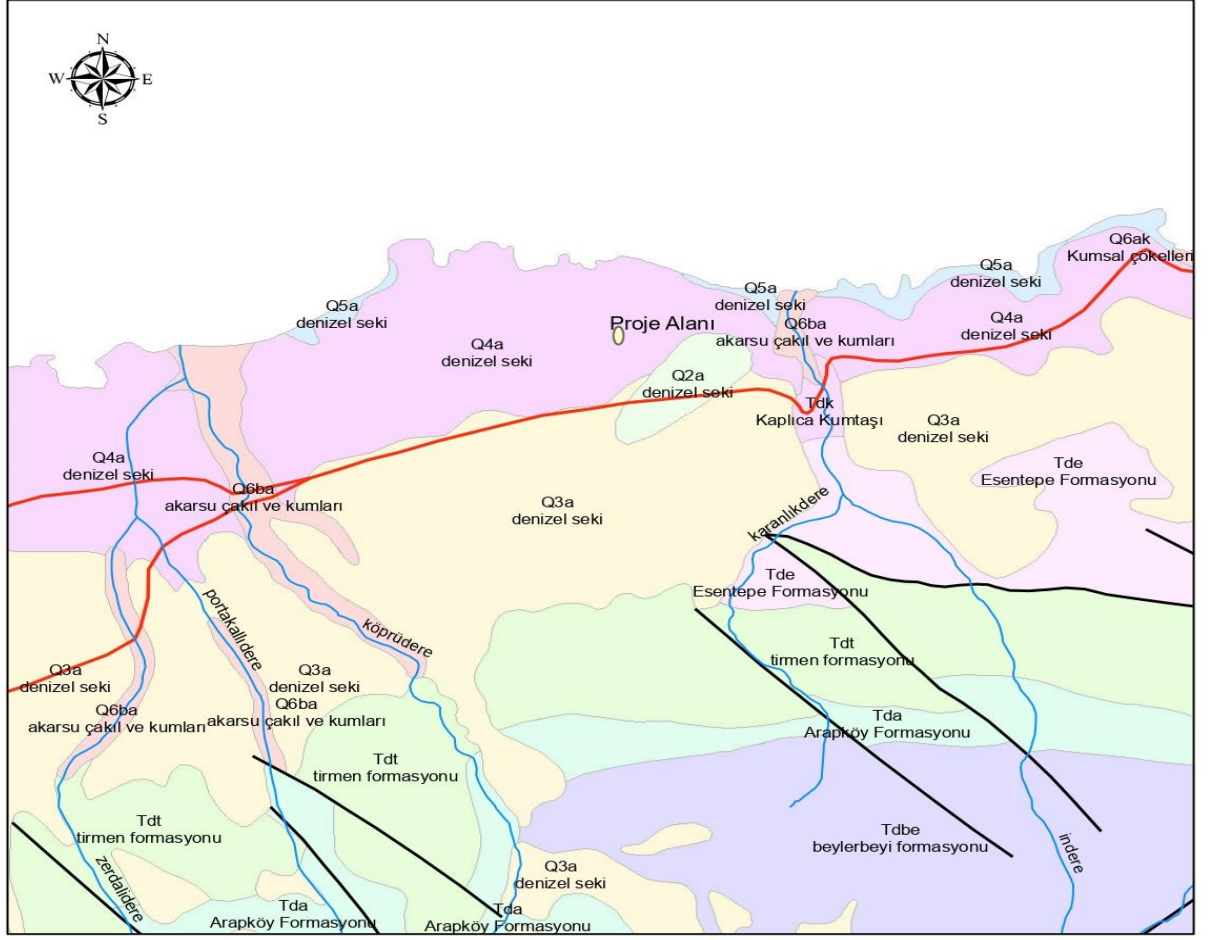 N
W
E
S
Q6ak
Kumsal çökelleri
Q5a
denizel seki
Q5a
denizel seki
Q5a
denizel seki
Proje Alanı
Q6ba
akarsu çakıl ve kumları
Q4a
denizel seki
Q4a
denizel seki
Q2a
denizel seki
Tdk
Kaplıca Kumtaşı
Q3a
denizel seki
Q4a
denizel seki
Tde
Esentepe Formasyonu
Q6ba
akarsu çakıl ve kumları
Q3a
denizel seki
karanlıkdere
Tde
Esentepe Formasyonu
portakallıdere
köprüdere
Tdt
tirmen formasyonu
Q3a
denizel seki
Q3a
denizel seki
Q6ba
akarsu çakıl ve kumları
Q6ba
akarsu çakıl ve kumları
Tda
Arapköy Formasyonu
Tdt
tirmen formasyonu
Tdt
tirmen formasyonu
Tdbe
beylerbeyi formasyonu
indere
zerdalidere
Q3a
denizel seki
Tda
Arapköy Formasyonu
Tda
Arapköy Formasyonu